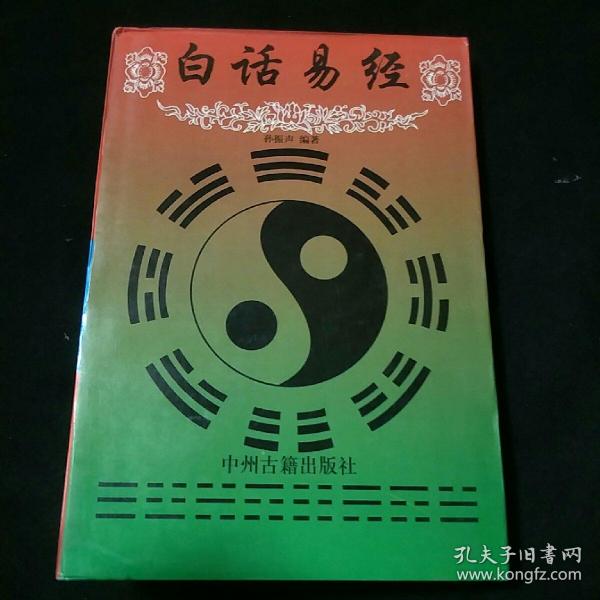 白话易经
孙振声 编著
中州古籍出版社
孔夫子旧书网
www.kongfz.com